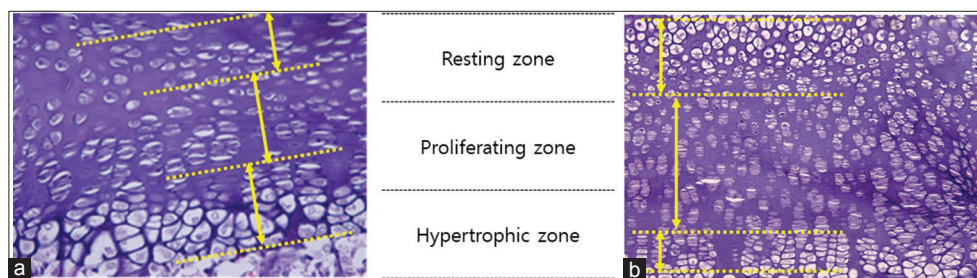 Resting zone
Proliferating zone
Hypertrophic zone
a
b